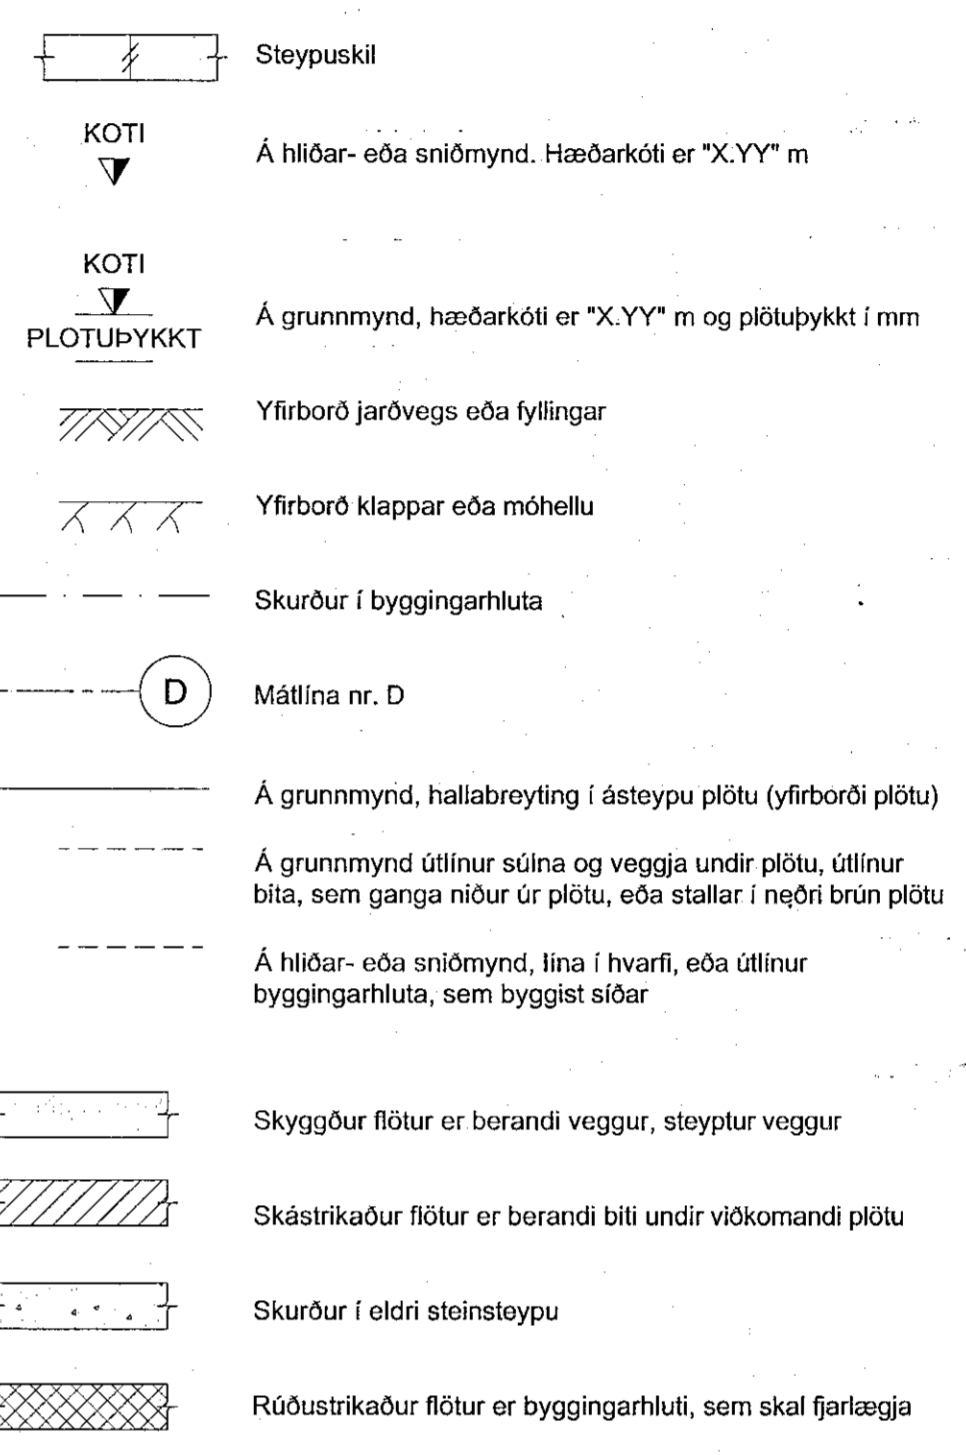 Steypuskil
KOTI
Á hliðar- eða sniðmynd. Hæðarkóti er "X.YY" m
KOTI
Á grunnmynd, hæðarkóti er "X.YY" m og plötuþykkt í mm
PLOTUÞYKKT
Yfirborð jarðvegs eða fyllingar
Yfirborð klappar eða móhellu
Skurður í byggingarhluta
D
Mátlína nr. D
Á grunnmynd, hallabreyting í ásteypu plötu (yfirborði plötu)
Á grunnmynd útlínur súlna og veggja undir plötu, útlínur
bita, sem ganga niður úr plötu, eða stallar í neðri brún plötu
Á hliðar- eða sniðmynd, lína í hvarfi, eða útlínur
byggingarhluta, sem byggist síðar
Skyggður flötur er berandi veggur, steyptur veggur
Skástrikaður flötur er berandi biti undir viðkomandi plötu
Skurður í eldri steinsteypu
Rúðustrikaður flötur er byggingarhluti, sem skal fjarlægja